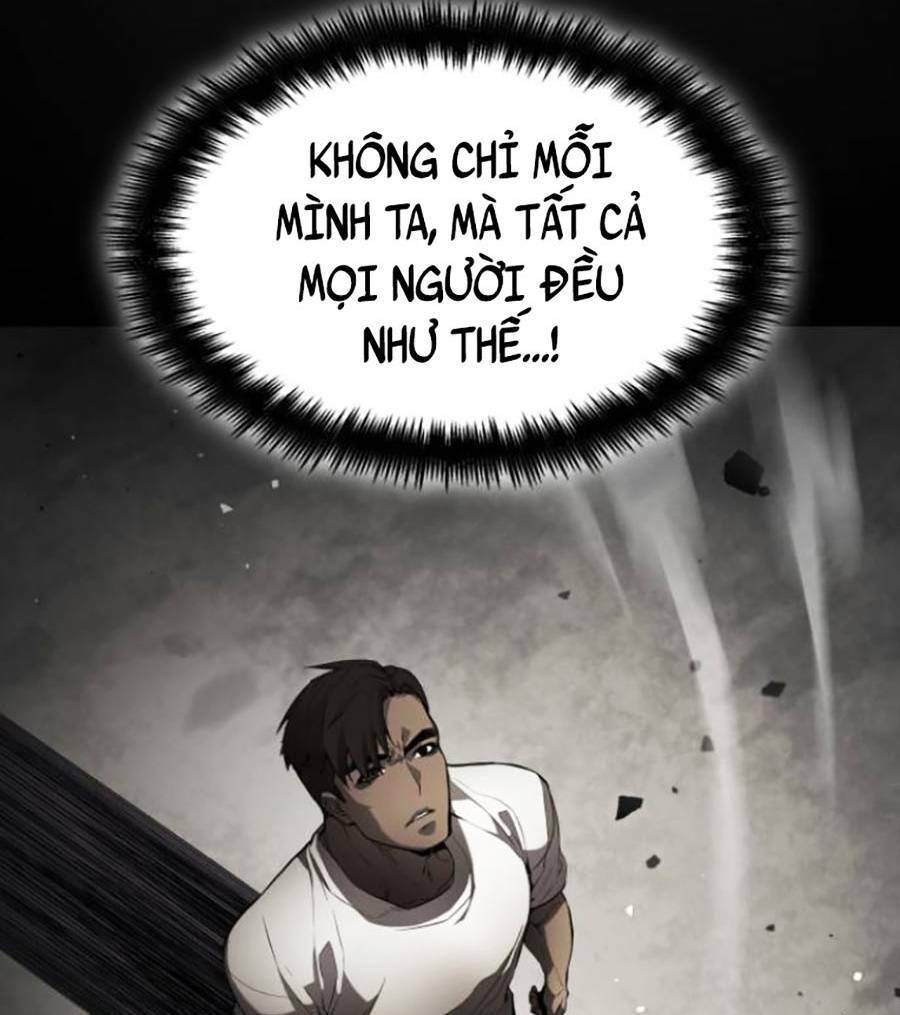 KHÔNG CHỈ MỖI
MÌNH TA, MÀ TẤT CẢ
MỌI NGƯỜI ĐỀU
NHƯ THẾ...!